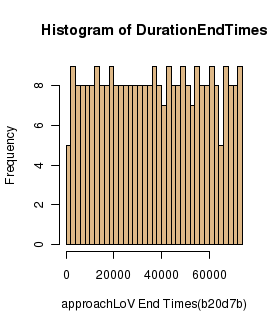 Histogram of DurationEndTimes
Frequency
0 2 4 6 8
0 20000 40000 60000
approachLoV End Times(b20d7b)